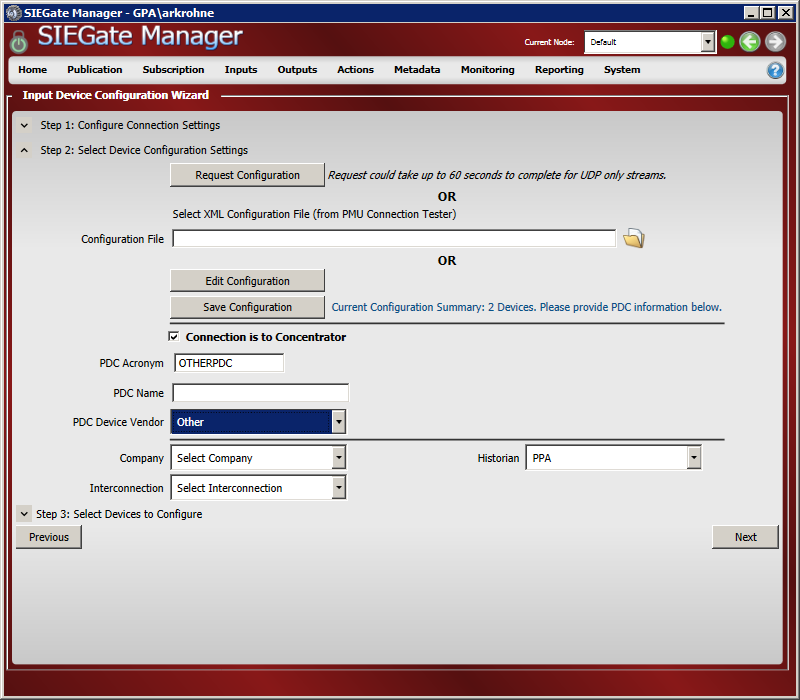 SIEGate Manager - GPA\arkrohne
SIEGate Manager
Current Node: Default
Home Publication Subscription Inputs Outputs Actions Metadata Monitoring Reporting System ?
Input Device Configuration Wizard
Step 1: Configure Connection Settings
Step 2: Select Device Configuration Settings
Request Configuration Request could take up to 60 seconds to complete for UDP only streams.
OR
Select XML Configuration File (from PMU Connection Tester)
Configuration File
OR
Edit Configuration
Save Configuration Current Configuration Summary: 2 Devices. Please provide PDC information below.
Connection is to Concentrator
PDC Acronym OTHERPDC
PDC Name
PDC Device Vendor Other
Company Select Company Historian PPA
Interconnection Select Interconnection
Step 3: Select Devices to Configure
Previous Next